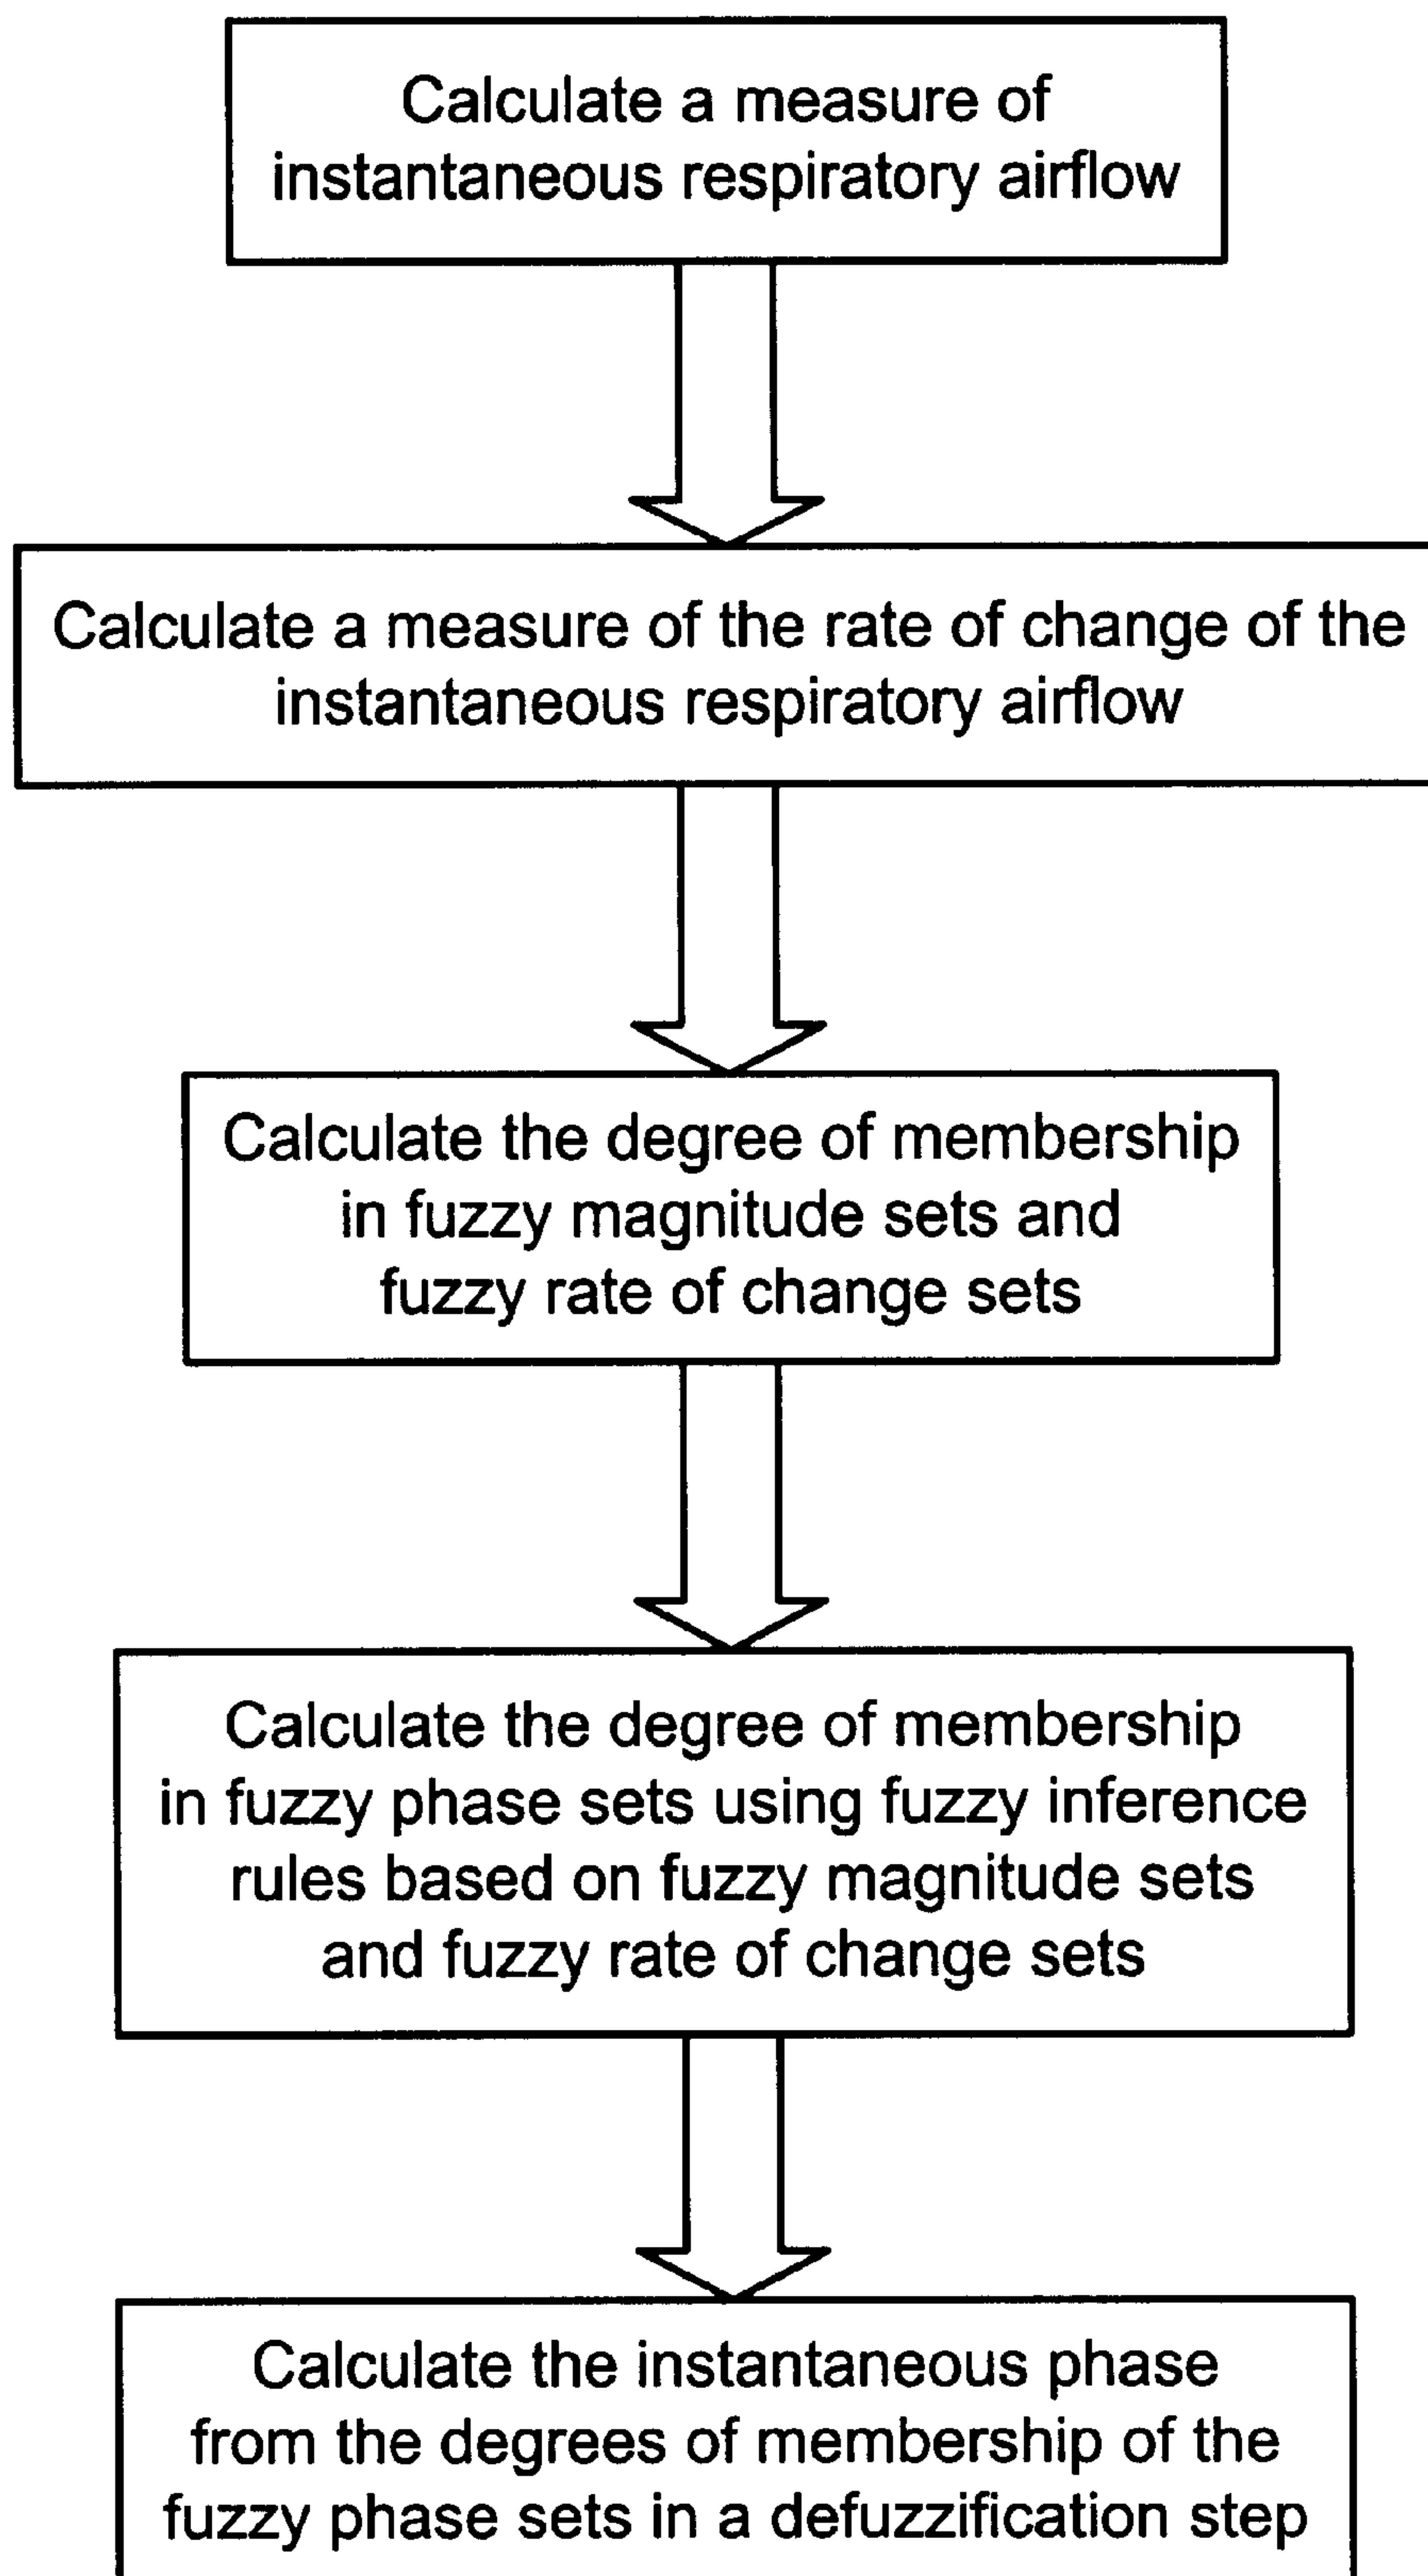 Calculate a measure of
instantaneous respiratory airflow
Calculate a measure of the rate of change of the
instantaneous respiratory airflow
Calculate the degree of membership
in fuzzy magnitude sets and
fuzzy rate of change sets
Calculate the degree of membership
in fuzzy phase sets using fuzzy inference
rules based on fuzzy magnitude sets
and fuzzy rate of change sets
Calculate the instantaneous phase
from the degrees of membership of the
fuzzy phase sets in a defuzzification step